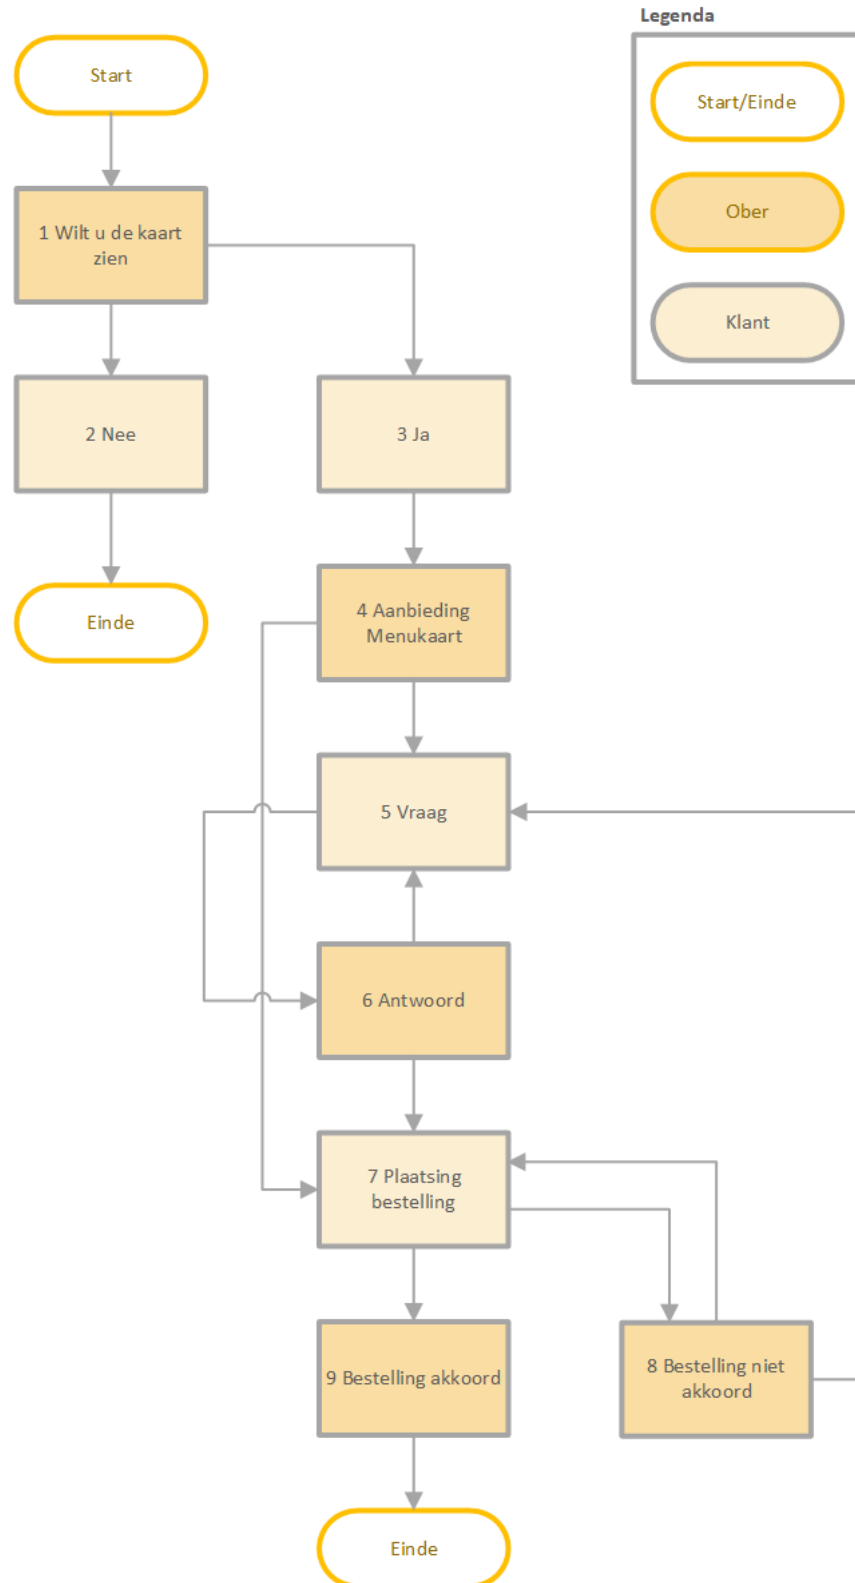 Legenda
Start
Start/Einde
Ober
Klant
1 Wilt u de kaart
zien
2 Nee
3 Ja
Einde
4 Aanbieding
Menukaart
5 Vraag
6 Antwoord
7 Plaatsing
bestelling
9 Bestelling akkoord
8 Bestelling niet
akkoord
Einde